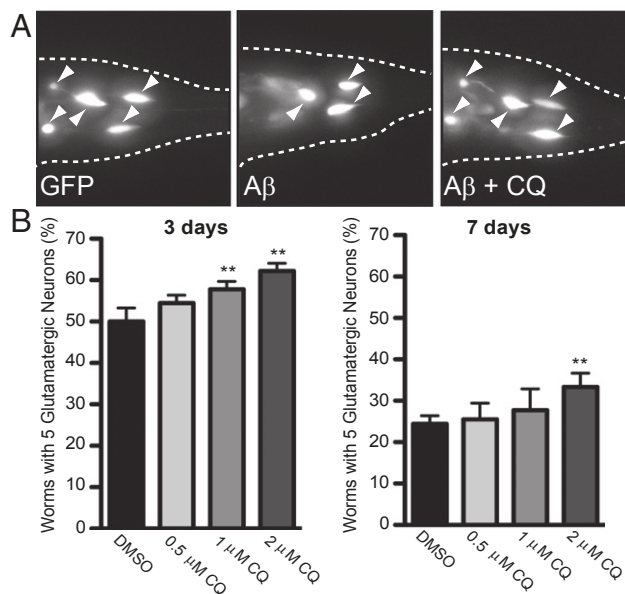 A
GFP
Aβ
Aβ + CQ
B
3 days
Worms with 5 Glutamatergic Neurons (%)
70
60
50
40
30
20
10
0
**
**
DMSO
0.5 µM CQ
1 µM CQ
2 µM CQ
7 days
Worms with 5 Glutamatergic Neurons (%)
70
60
50
40
30
20
10
0
**
DMSO
0.5 µM CQ
1 µM CQ
2 µM CQ